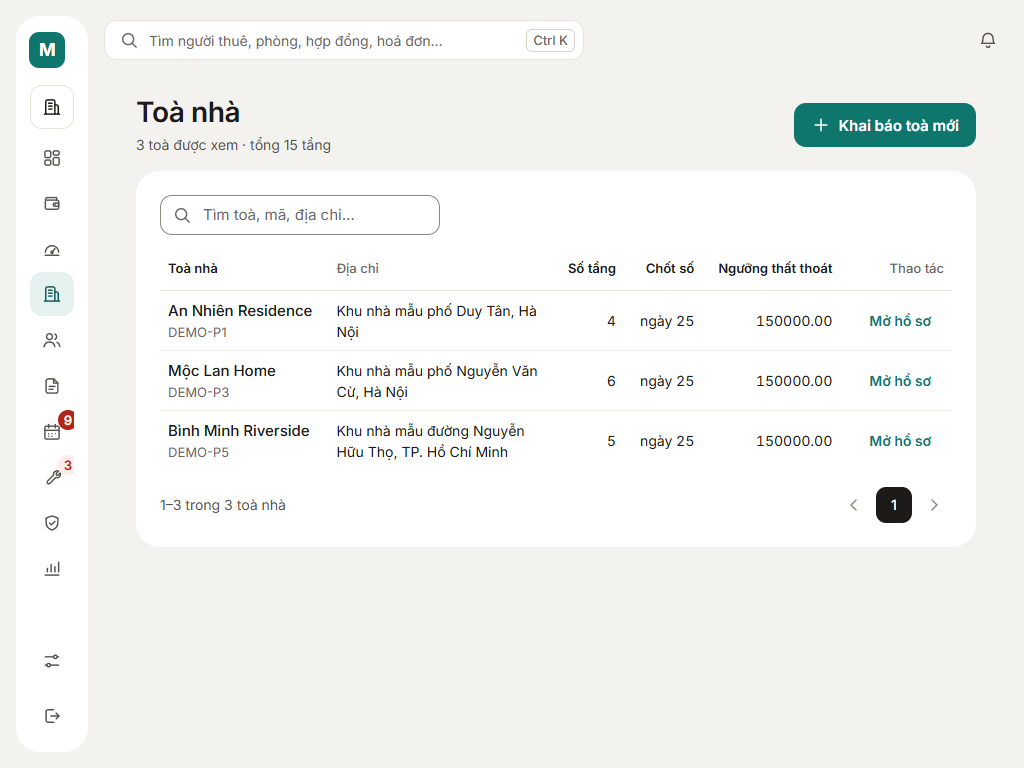 M
Tìm người thuê, phòng, hợp đồng, hoá đơn...
Ctrl K
Toà nhà
3 toà được xem · tổng 15 tầng
Khai báo toà mới
Tìm toà, mã, địa chỉ...
Toà nhà
Địa chỉ
Số tầng
Chốt số
Ngưỡng thất thoát
Thao tác
An Nhiên Residence
DEMO-P1
Khu nhà mẫu phố Duy Tân, Hà
Nội
4
ngày 25
150000.00
Mở hồ sơ
Mộc Lan Home
DEMO-P3
Khu nhà mẫu phố Nguyễn Văn
Cừ, Hà Nội
6
ngày 25
150000.00
Mở hồ sơ
Bình Minh Riverside
DEMO-P5
Khu nhà mẫu đường Nguyễn
Hữu Thọ, TP. Hồ Chí Minh
5
ngày 25
150000.00
Mở hồ sơ
9
3
1–3 trong 3 toà nhà
1